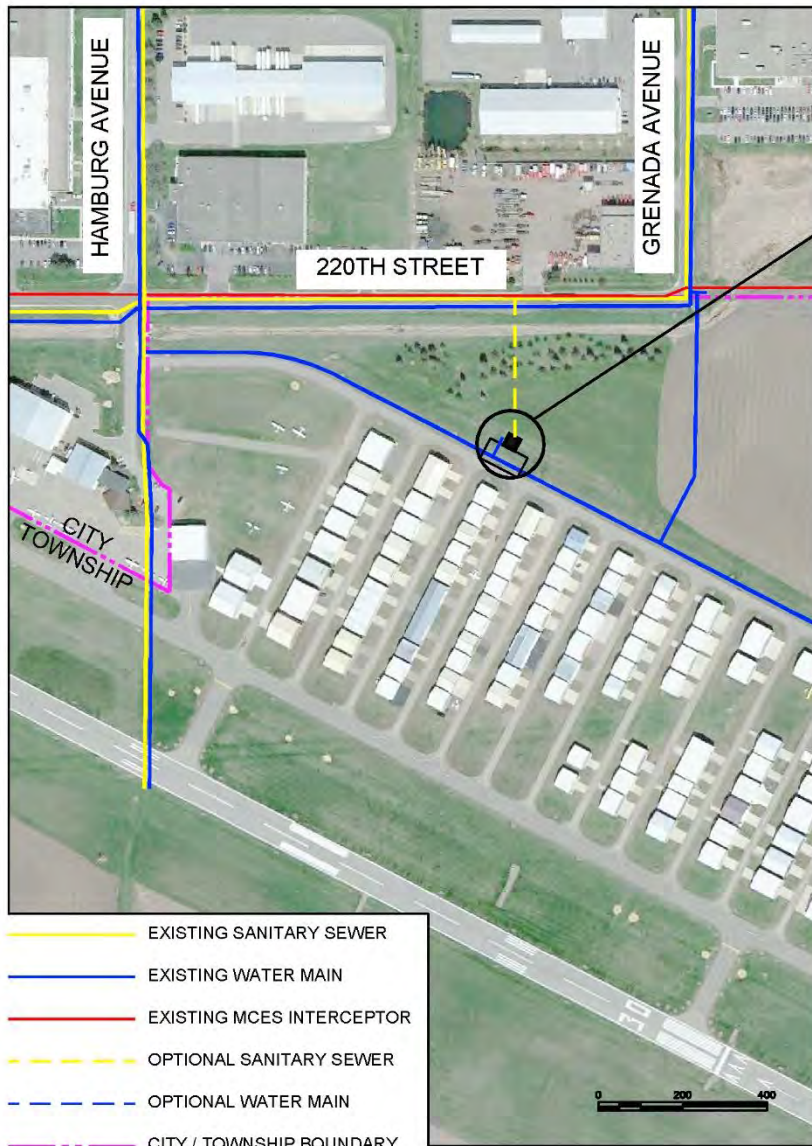 HAMBURG AVENUE
GRENADA AVENUE
220TH STREET
CITY
TOWNSHIP
30
EXISTING SANITARY SEWER
EXISTING WATER MAIN
EXISTING MCES INTERCEPTOR
OPTIONAL SANITARY SEWER
OPTIONAL WATER MAIN
CITY / TOWNSHIP BOUNDARY
0 200 400